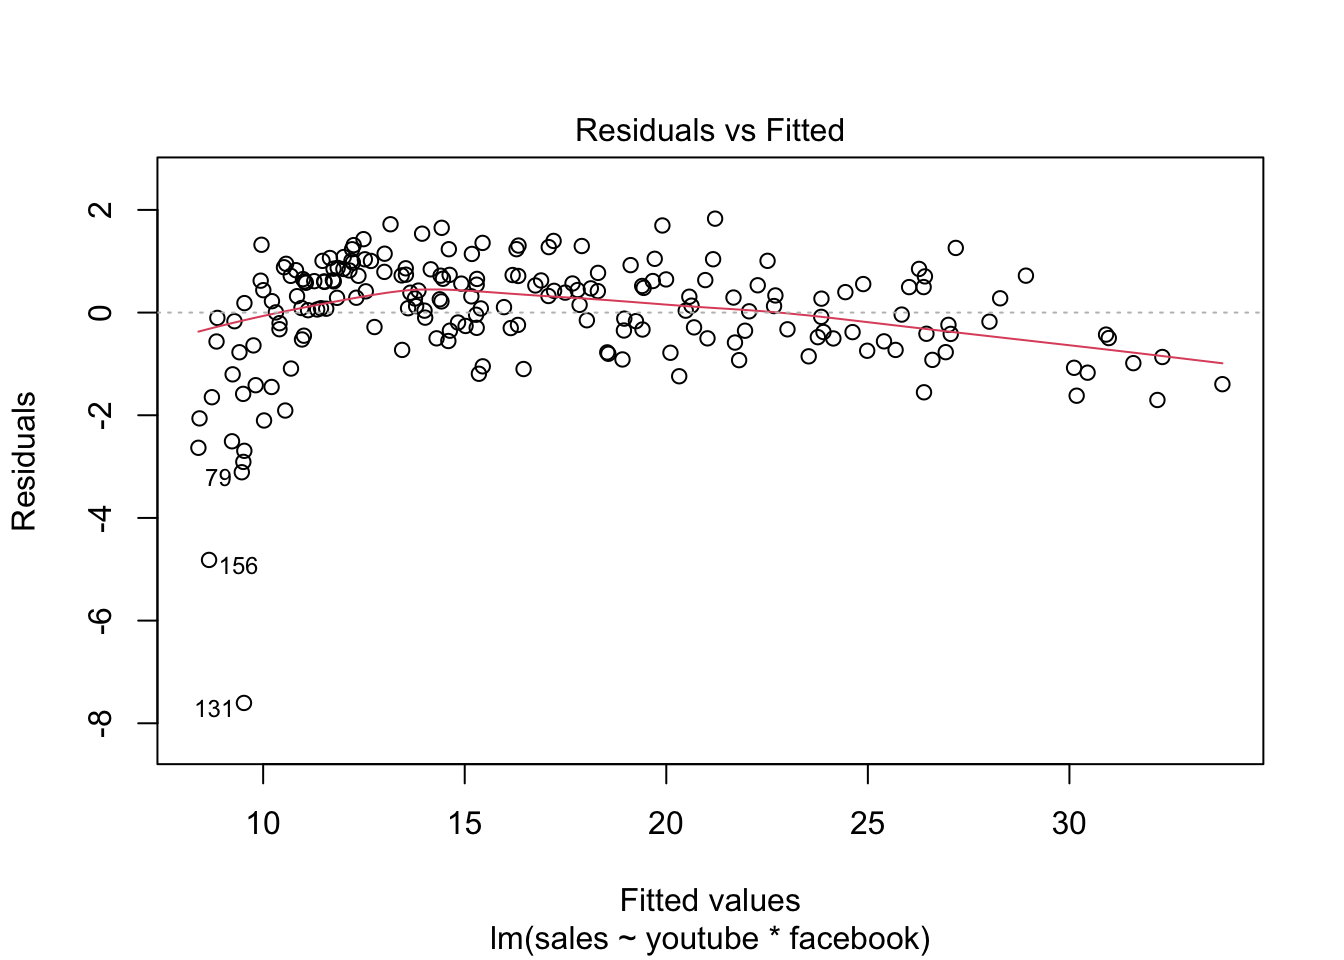 Residuals vs Fitted
Residuals
2
0
-2
-4
-6
-8
79
156
131
10 15 20 25 30
Fitted values
lm(sales ~ youtube * facebook)